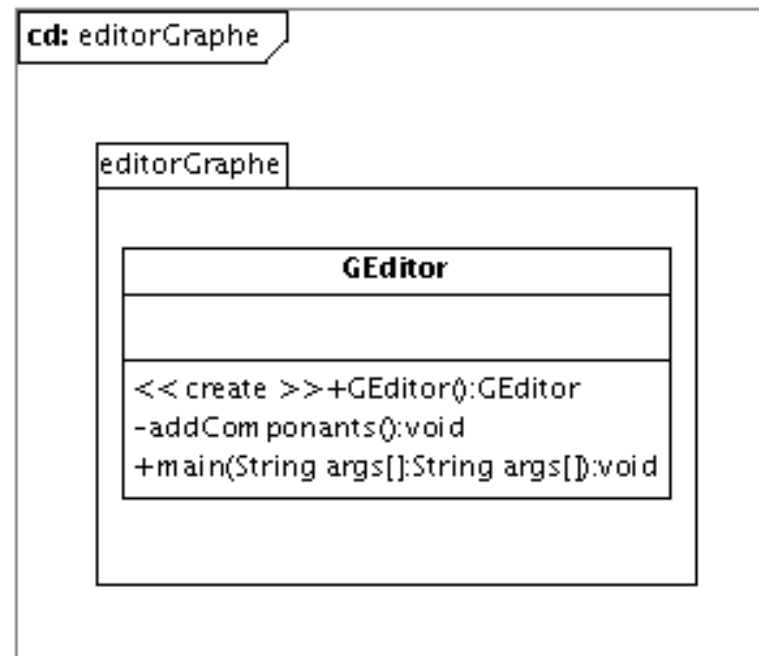 cd: editorGraphe
editorGraphe
GEditor
<< create >>+GEditor():GEditor
-addComponants():void
+main(String args[]:String args[]):void